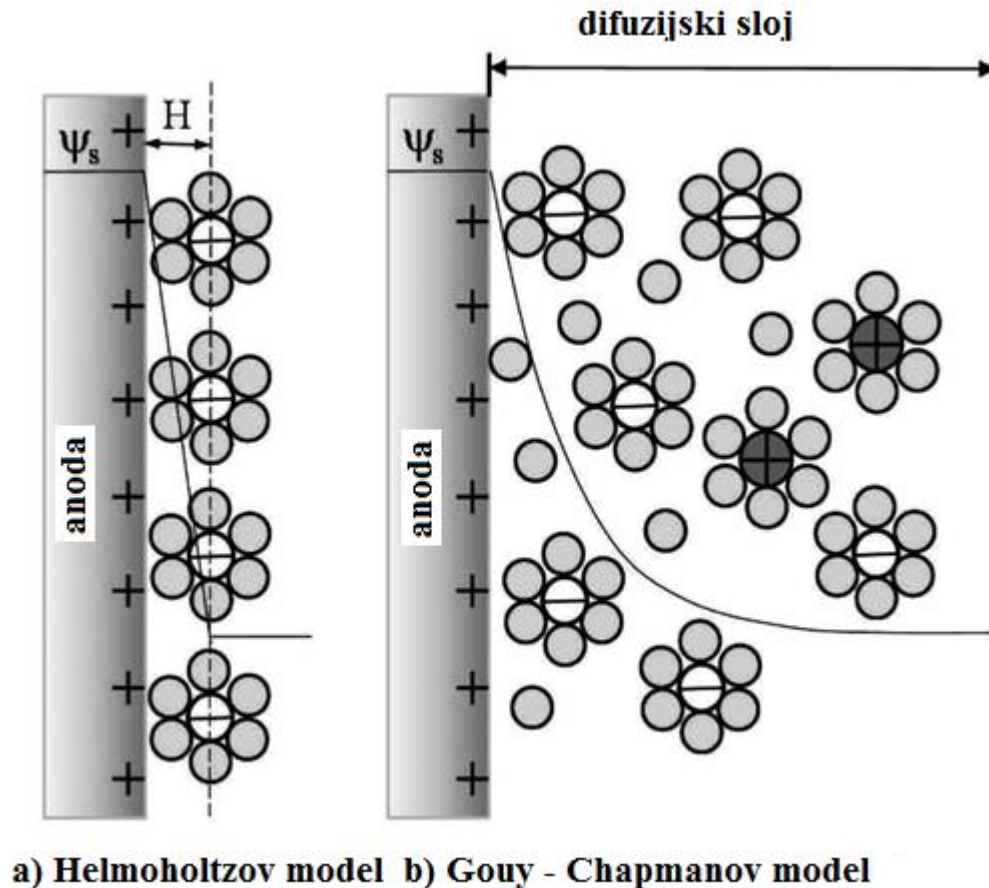 difuzijski sloj
H
ψs
ψs
anoda
anoda
a) Helmoholtzov model b) Gouy - Chapmanov model